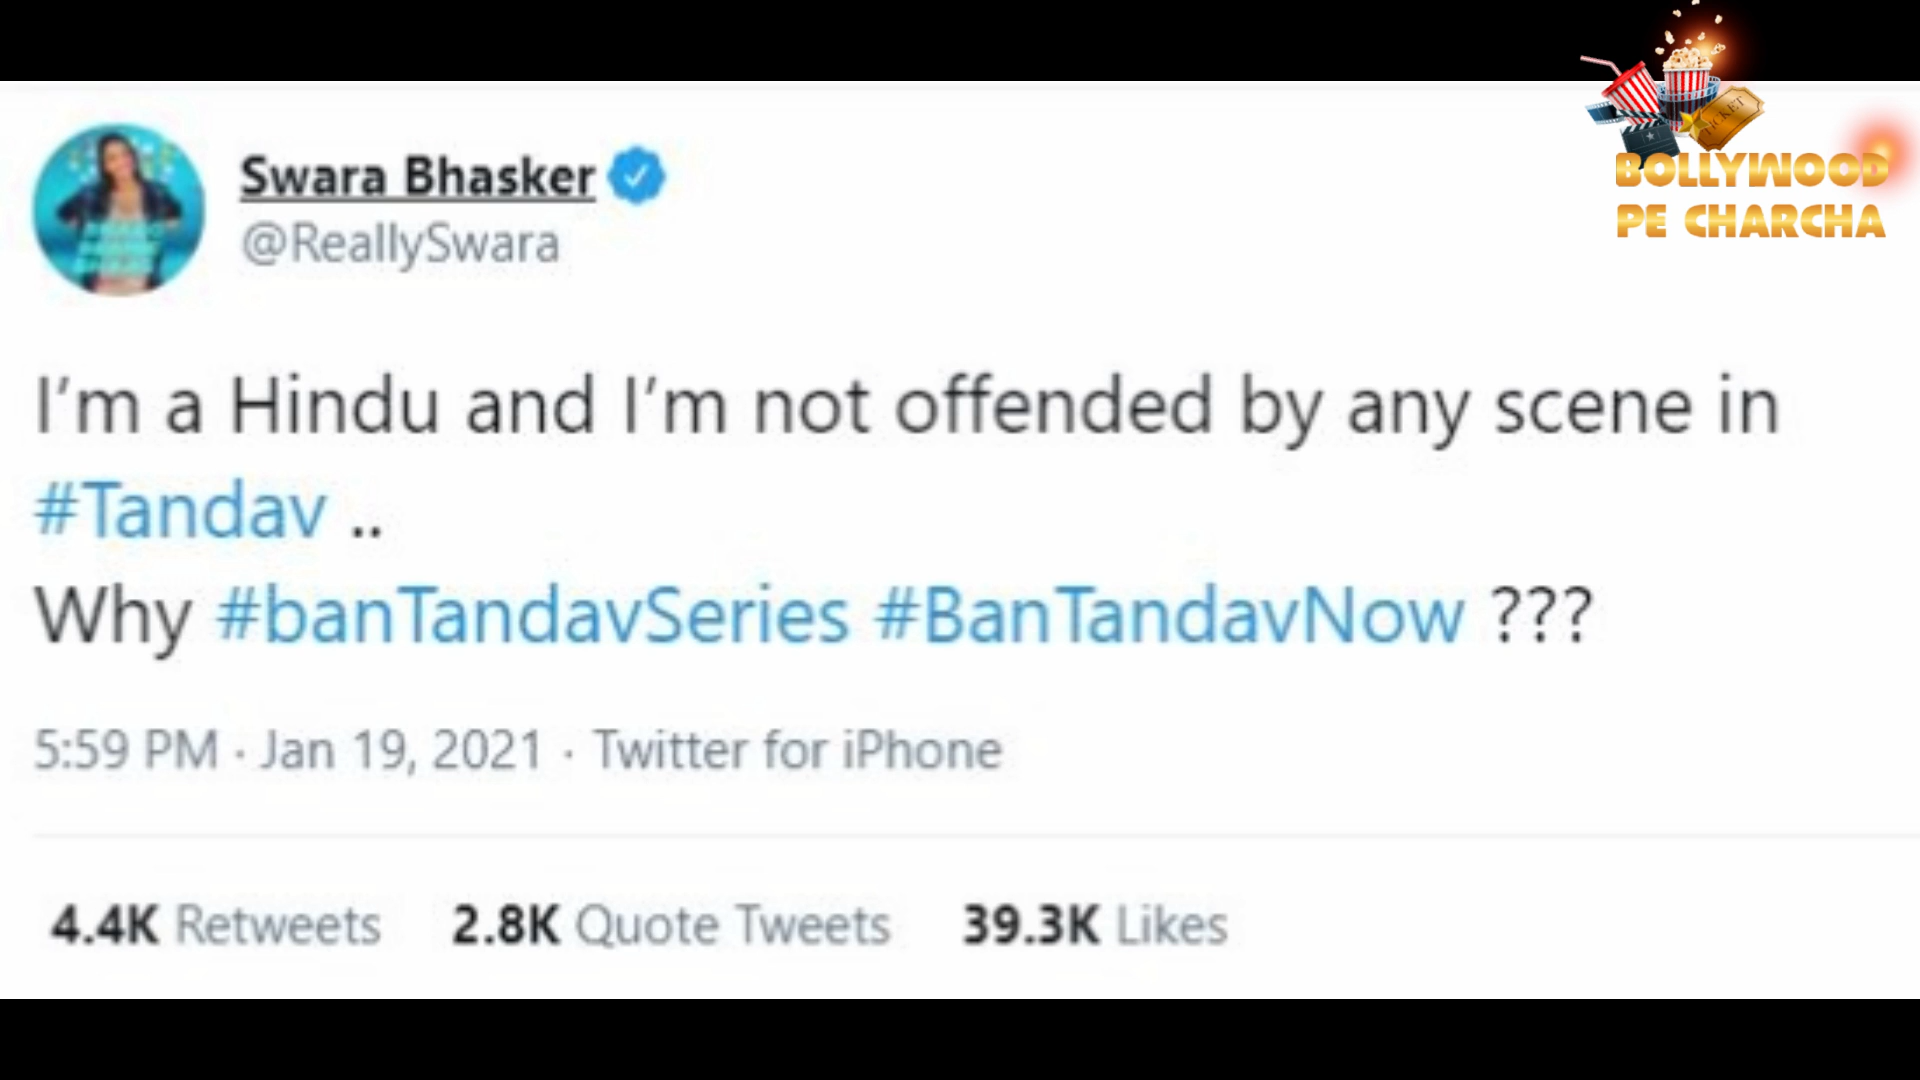 BOLLYWOOD
PE CHARCHA
TICKET
Swara Bhasker
@ReallySwara
I'm a Hindu and I'm not offended by any scene in
#Tandav ..
Why #banTandavSeries #BanTandavNow ???
5:59 PM · Jan 19, 2021 · Twitter for iPhone
4.4K Retweets 2.8K Quote Tweets 39.3K Likes